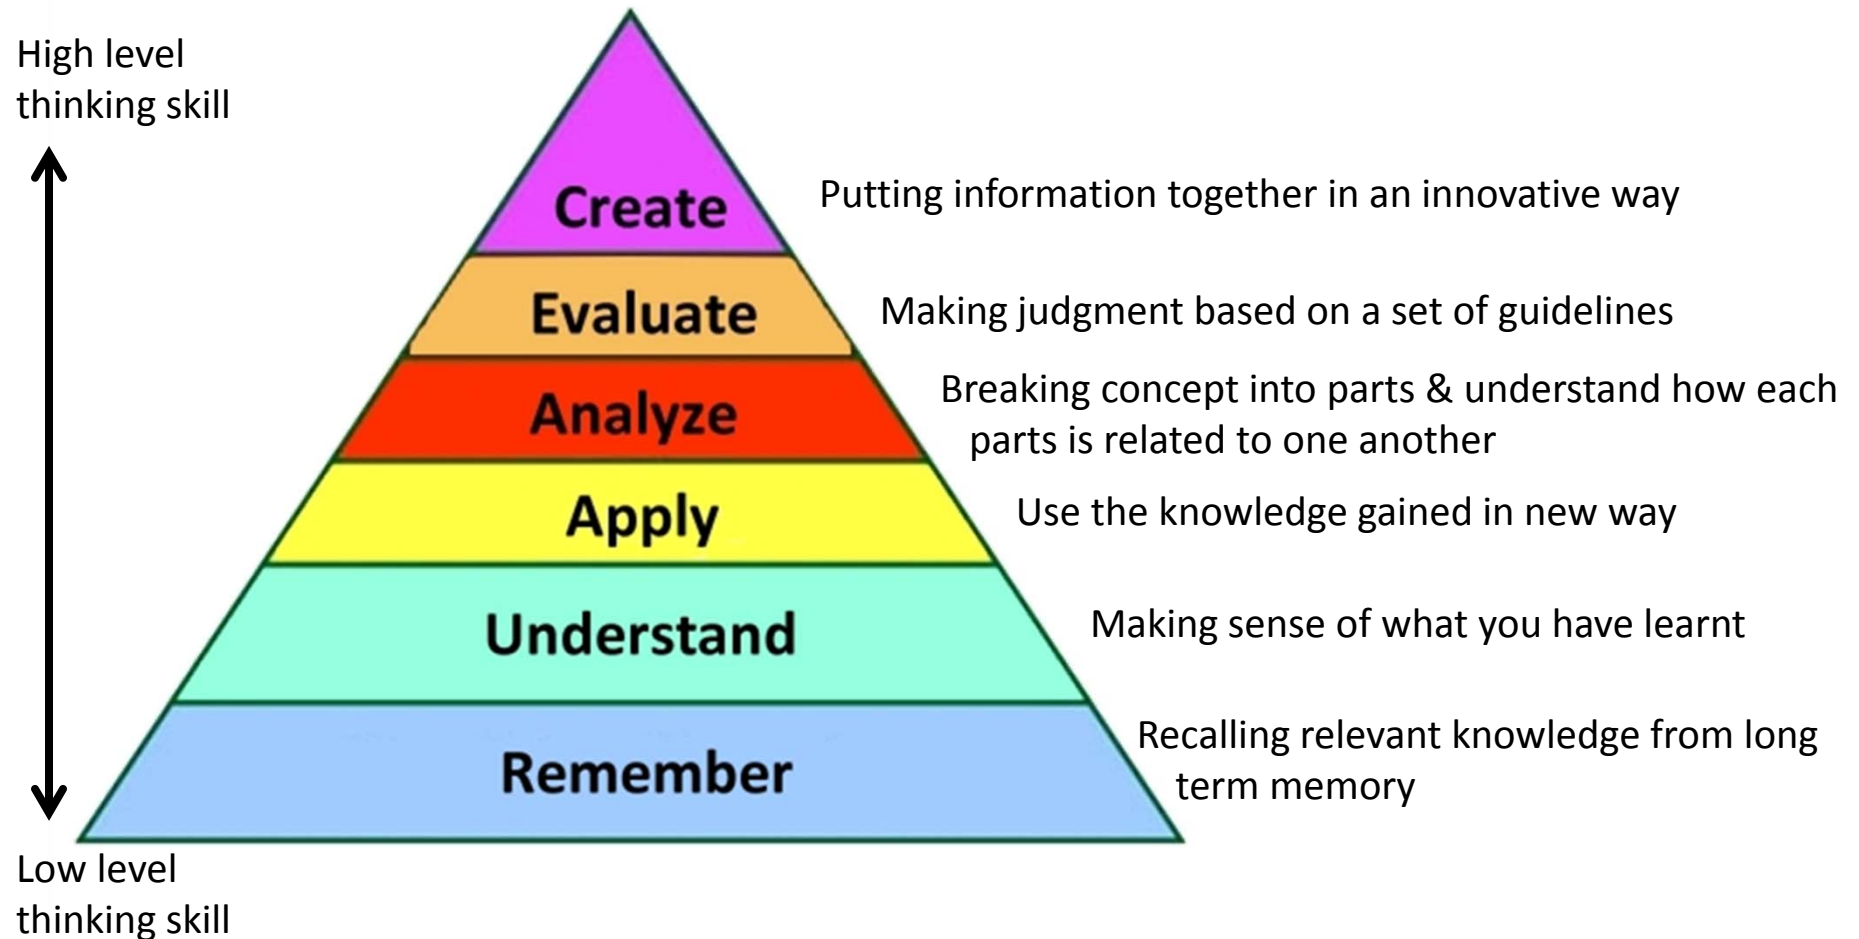 High level
thinking skill
Create
Putting information together in an innovative way
Evaluate
Making judgment based on a set of guidelines
Analyze
Breaking concept into parts & understand how each
parts is related to one another
Apply
Use the knowledge gained in new way
Understand
Making sense of what you have learnt
Remember
Recalling relevant knowledge from long
term memory
Low level
thinking skill